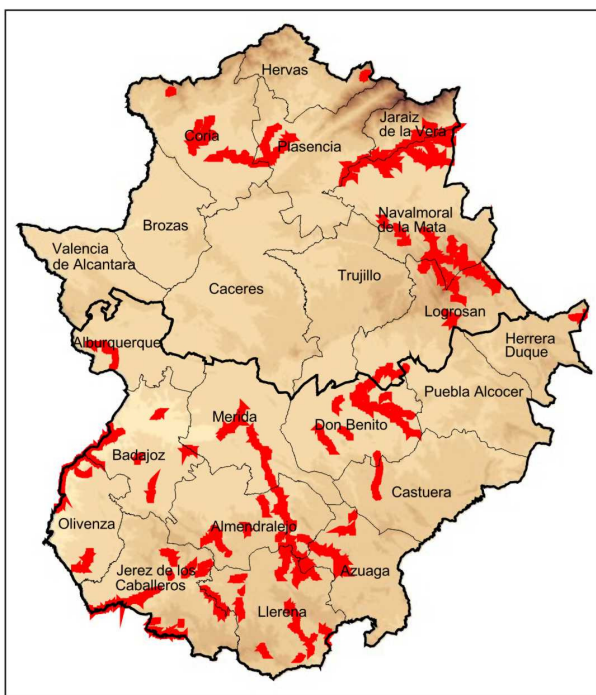 Hervas
Jaraiz
de la Vera
Coria
Plasencia
Navalmoral
de la Mata
Brozas
Valencia
de Alcantara
Caceres
Trujillo
Logrosan
Alburquerque
Herrera
Duque
Puebla Alcocer
Merida
Don Benito
Badajoz
Castuera
Olivenza
Almendralejo
Jerez de los
Caballeros
Azuaga
Llerena